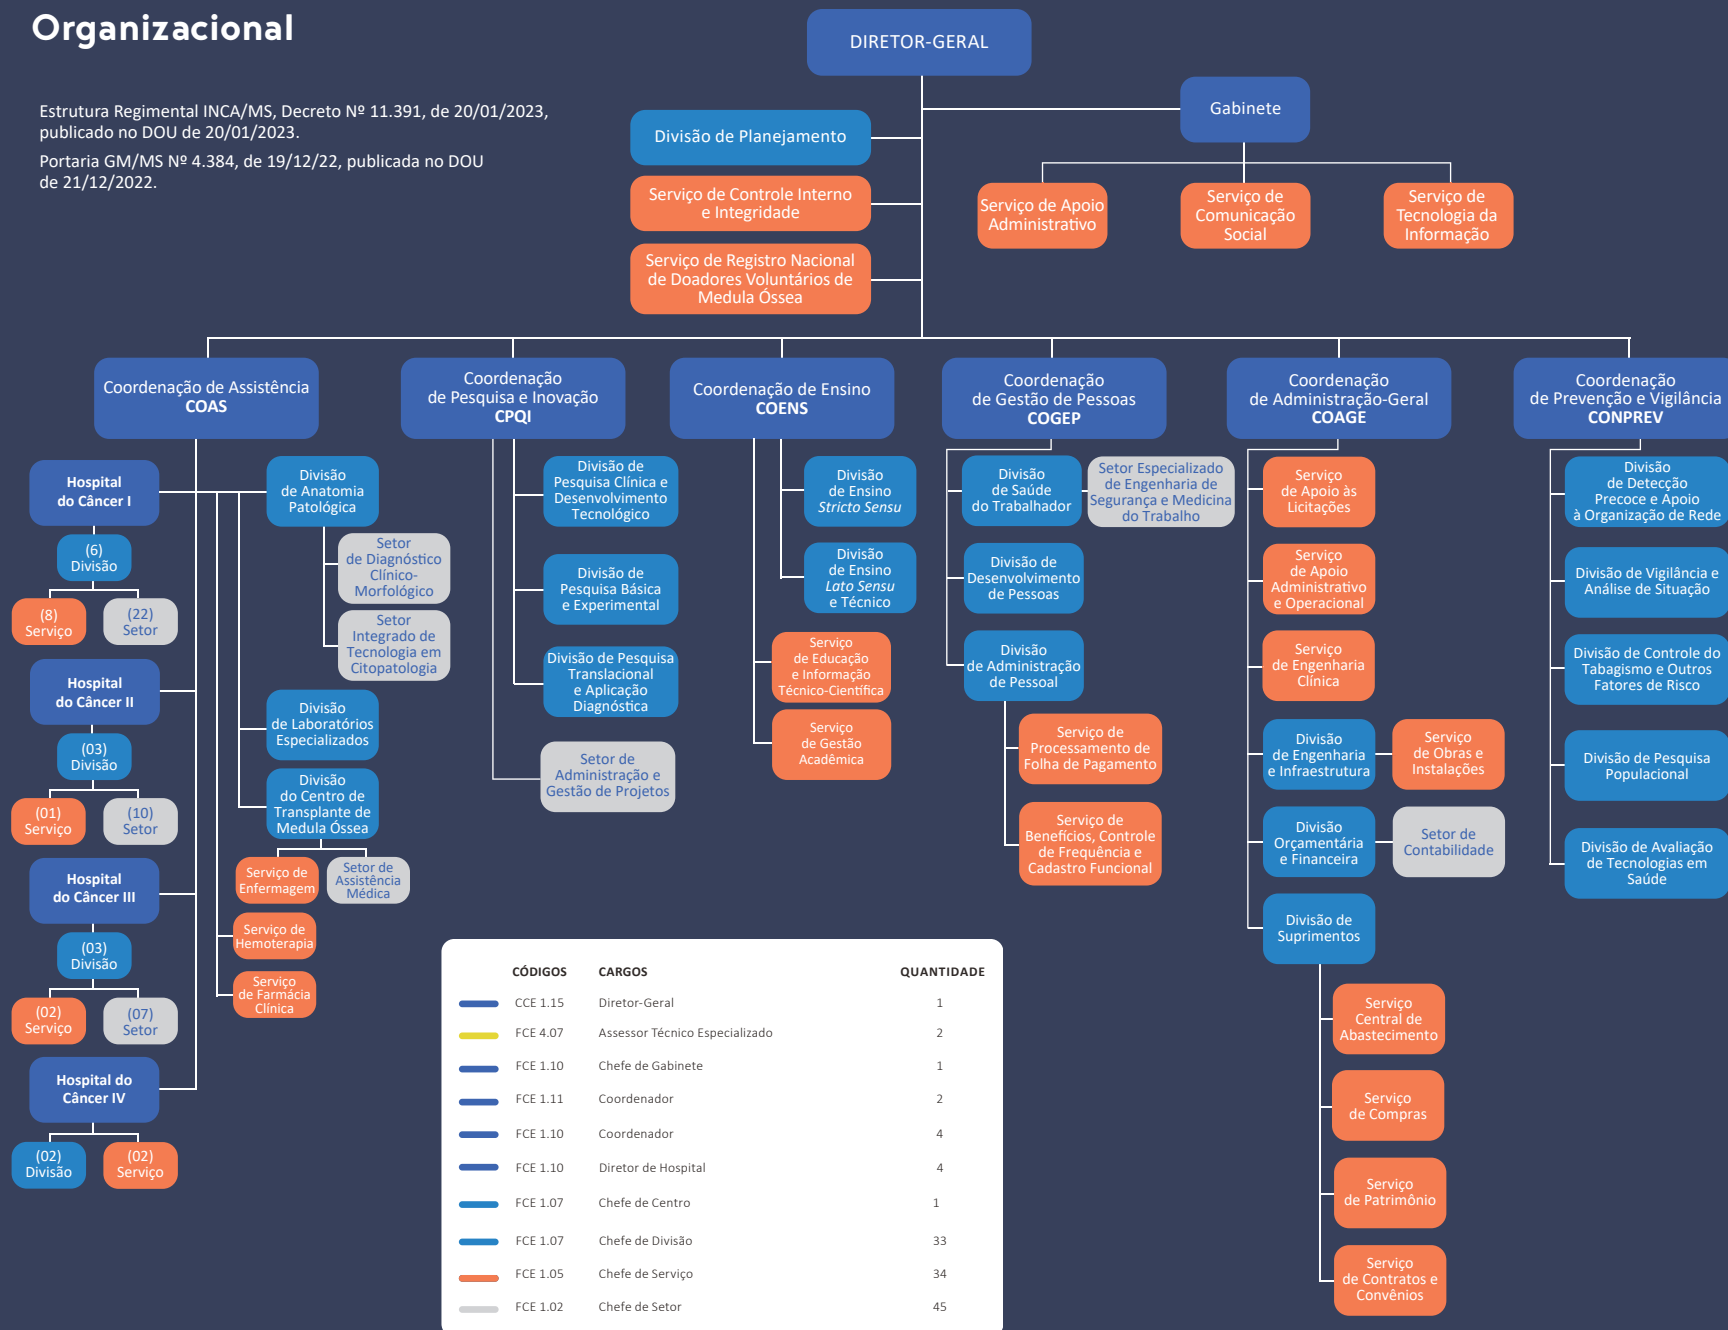 Organizacional
Estrutura Regimental INCA/MS, Decreto Nº 11.391, de 20/01/2023,
publicado no DOU de 20/01/2023.
Portaria GM/MS Nº 4.384, de 19/12/22, publicada no DOU
de 21/12/2022.
DIRETOR-GERAL
Gabinete
Divisão de Planejamento
Serviço de Controle Interno
e Integridade
Serviço de Registro Nacional
de Doadores Voluntários de
Medula Óssea
Serviço de Apoio
Administrativo
Serviço de
Comunicação
Social
Serviço de
Tecnologia da
Informação
Coordenação de Assistência
COAS
Coordenação
de Pesquisa e Inovação
CPQI
Coordenação de Ensino
COENS
Coordenação
de Gestão de Pessoas
COGEP
Coordenação
de Administração-Geral
COAGE
Coordenação
de Prevenção e Vigilância
CONPREV
Hospital
do Câncer I
(6)
Divisão
(8)
Serviço
(22)
Setor
Hospital
do Câncer II
(03)
Divisão
(01)
Serviço
(10)
Setor
Hospital
do Câncer III
(03)
Divisão
(02)
Serviço
(07)
Setor
Hospital do
Câncer IV
(02)
Divisão
(02)
Serviço
Divisão
de Anatomia
Patológica
Setor
de Diagnóstico
Clínico-
Morfológico
Setor
Integrado de
Tecnologia em
Citopatologia
Divisão
de Laboratórios
Especializados
Divisão
do Centro de
Transplante de
Medula Óssea
Serviço de
Enfermagem
Setor de
Assistência
Médica
Serviço de
Hemoterapia
Serviço
de Farmácia
Clínica
Divisão de
Pesquisa Clínica e
Desenvolvimento
Tecnológico
Divisão de
Pesquisa Básica
e Experimental
Divisão de Pesquisa
Translacional
e Aplicação
Diagnóstica
Setor de
Administração e
Gestão de Projetos
Divisão
de Ensino
Stricto Sensu
Divisão
de Ensino
Lato Sensu
e Técnico
Serviço
de Educação
e Informação
Técnico-Científica
Serviço
de Gestão
Acadêmica
Divisão
de Saúde
do Trabalhador
Setor Especializado
de Engenharia de
Segurança e Medicina
do Trabalho
Divisão de
Desenvolvimento
de Pessoas
Divisão
de Administração
de Pessoal
Serviço de
Processamento de
Folha de Pagamento
Serviço de
Benefícios, Controle
de Frequência e
Cadastro Funcional
Serviço
de Apoio às
Licitações
Serviço
de Apoio
Administrativo
e Operacional
Serviço
de Engenharia
Clínica
Divisão
de Engenharia
e Infraestrutura
Serviço
de Obras e
Instalações
Divisão
Orçamentária
e Financeira
Setor de
Contabilidade
Divisão de
Suprimentos
Serviço
Central de
Abastecimento
Serviço
de Compras
Serviço
de Patrimônio
Serviço
de Contratos e
Convênios
Divisão
de Detecção
Precoce e Apoio
à Organização de Rede
Divisão de Vigilância e
Análise de Situação
Divisão de Controle do
Tabagismo e Outros
Fatores de Risco
Divisão de Pesquisa
Populacional
Divisão de Avaliação
de Tecnologias em
Saúde
CÓDIGOS CARGOS QUANTIDADE
CCE 1.15 Diretor-Geral 1
FCE 4.07 Assessor Técnico Especializado 2
FCE 1.10 Chefe de Gabinete 1
FCE 1.11 Coordenador 2
FCE 1.10 Coordenador 4
FCE 1.10 Diretor de Hospital 4
FCE 1.07 Chefe de Centro 1
FCE 1.07 Chefe de Divisão 33
FCE 1.05 Chefe de Serviço 34
FCE 1.02 Chefe de Setor 45